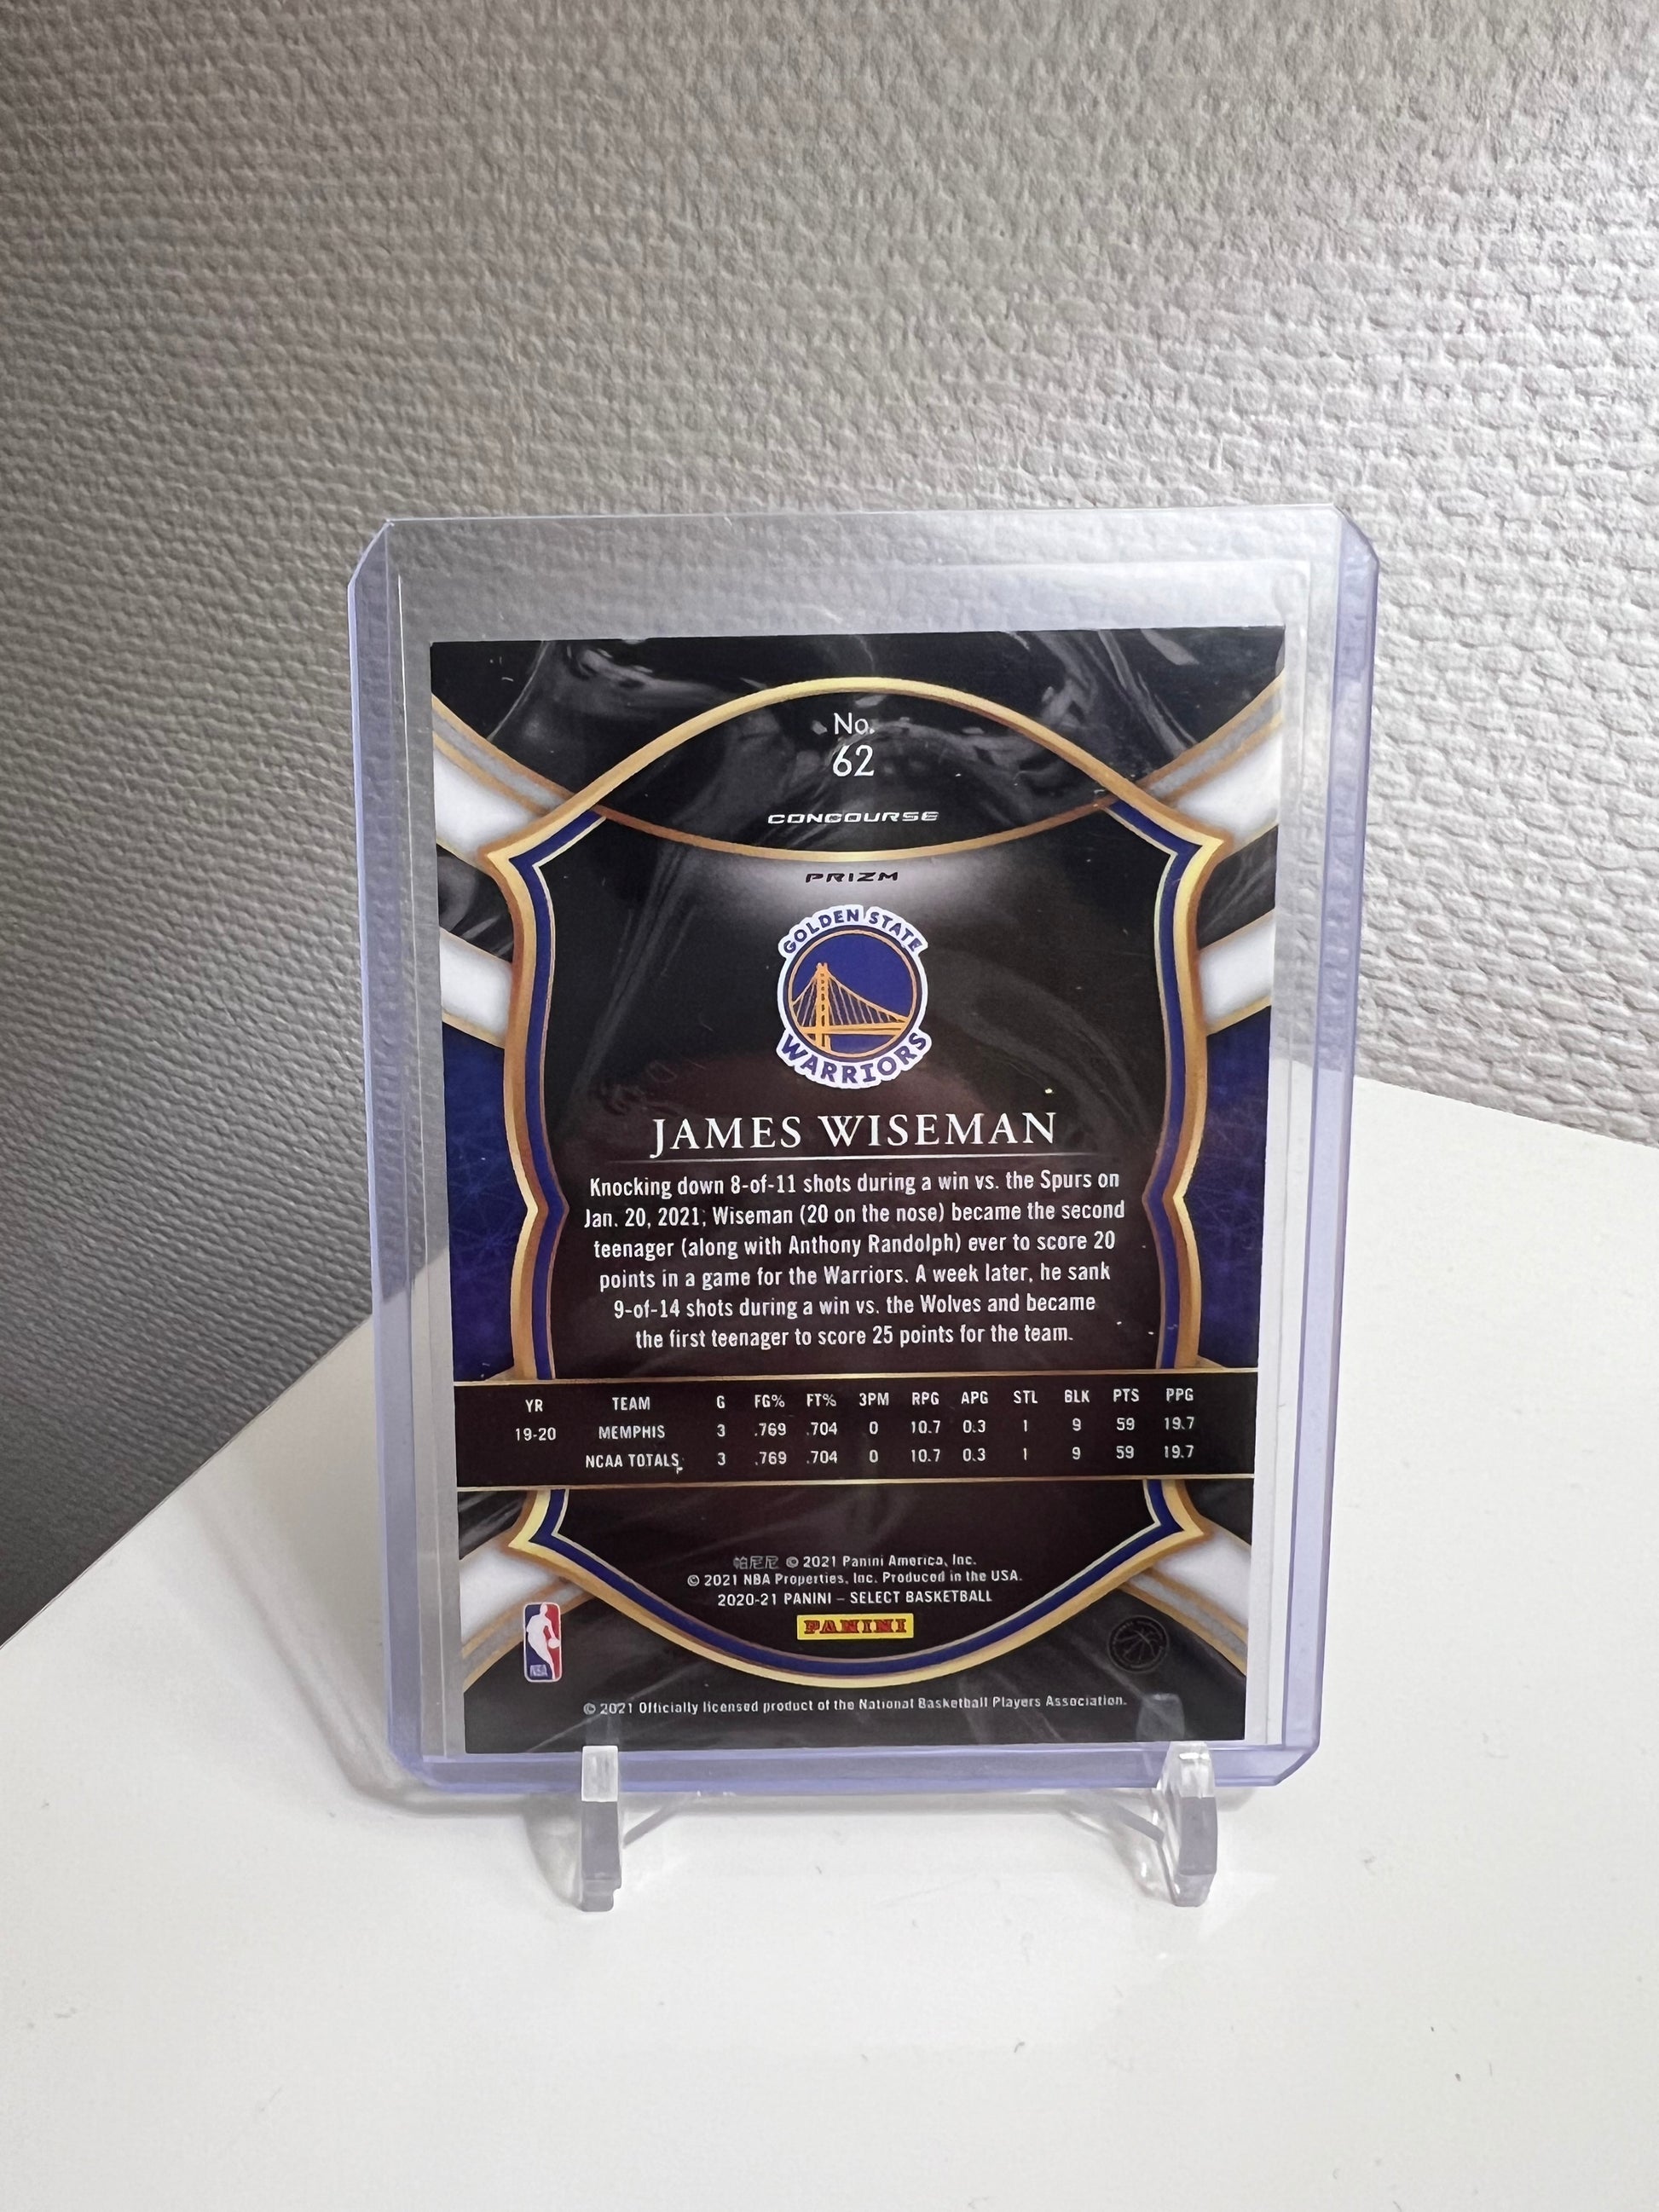 No.
62
CONCOURSE
PRIZM
GOLDEN STATE
WARRIORS
JAMES WISEMAN
Knocking down 8-of-11 shots during a win vs. the Spurs on
Jan. 20, 2021, Wiseman (20 on the nose) became the second
teenager (along with Anthony Randolph) ever to score 20
points in a game for the Warriors. A week later, he sank
9-of-14 shots during a win vs. the Wolves and became
the first teenager to score 25 points for the team.
YR TEAM G FG% FT% 3PM RPG APG STL BLK PTS PPG
19-20 MEMPHIS 3 .769 .704 0 10.7 0.3 1 9 59 19.7
NCAA TOTALS 3 .769 .704 0 10.7 0.3 1 9 59 19.7
帕尼尼 © 2021 Panini America, Inc.
© 2021 NBA Properties, Inc. Produced in the USA.
2020-21 PANINI – SELECT BASKETBALL
PANINI
NBA
© 2021 Officially licensed product of the National Basketball Players Association.